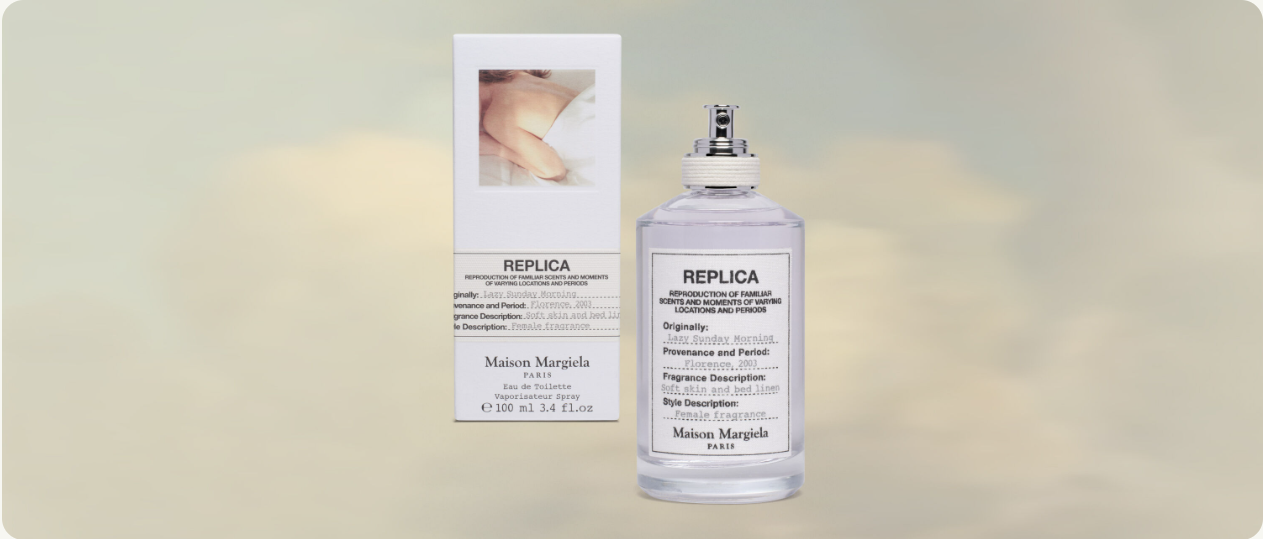 REPLICA
REPRODUCTION OF FAMILIAR SCENTS AND MOMENTS
OF VARYING LOCATIONS AND PERIODS
ginally: Lazy Sunday Morning
venance and Period: Florence, 2003
grance Description: Soft skin and bed lin
le Description: Female fragrance
Maison Margiela
PARIS
Eau de Toilette
Vaporisateur Spray
℮ 100 ml 3.4 fl.oz
REPLICA
REPRODUCTION OF FAMILIAR
SCENTS AND MOMENTS OF VARYING
LOCATIONS AND PERIODS
Originally:
Lazy Sunday Morning
Provenance and Period:
Florence, 2003
Fragrance Description:
Soft skin and bed linen
Style Description:
Female fragrance
Maison Margiela
PARIS